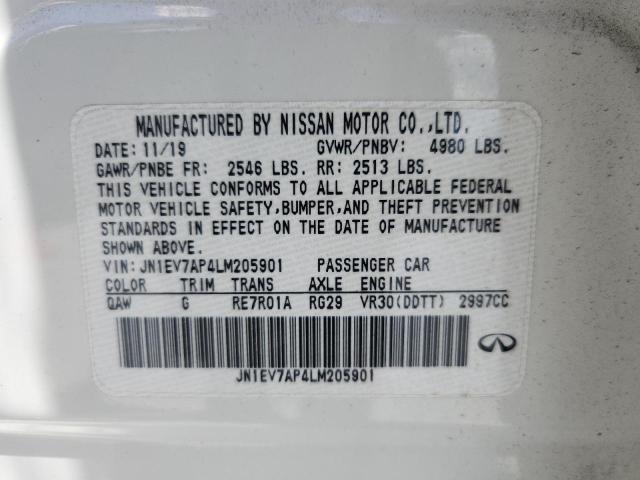 MANUFACTURED BY NISSAN MOTOR CO.,LTD.
DATE: 11/19 GVWR/PNBV: 4980 LBS.
GAWR/PNBE FR: 2546 LBS. RR: 2513 LBS.
THIS VEHICLE CONFORMS TO ALL APPLICABLE FEDERAL
MOTOR VEHICLE SAFETY,BUMPER,AND THEFT PREVENTION
STANDARDS IN EFFECT ON THE DATE OF MANUFACTURE
SHOWN ABOVE.
VIN: JN1EV7AP4LM205901 PASSENGER CAR
COLOR TRIM TRANS AXLE ENGINE
QAW G RE7R01A RG29 VR30(DDTT) 2997CC
JN1EV7AP4LM205901